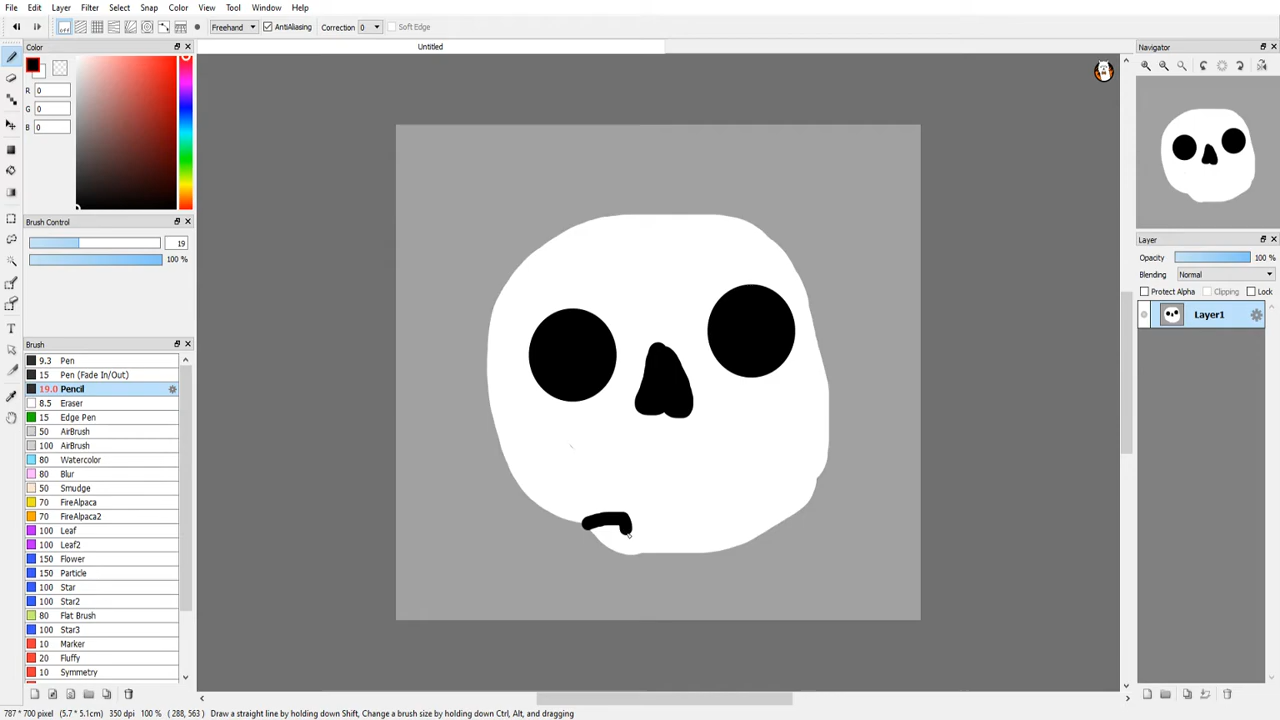 File Edit Layer Filter Select Snap Color View Tool Window Help
off Freehand AntiAliasing Correction 0 Soft Edge
Color Untitled Navigator
R 0
G 0
B 0
Brush Control
19
100 %
Layer
Opacity 100 %
Blending Normal
Protect Alpha Clipping Lock
Layer1
Brush
9.3 Pen
15 Pen (Fade In/Out)
19.0 Pencil
8.5 Eraser
15 Edge Pen
50 AirBrush
100 AirBrush
80 Watercolor
80 Blur
50 Smudge
70 FireAlpaca
70 FireAlpaca2
100 Leaf
100 Leaf2
150 Flower
150 Particle
100 Star
100 Star2
80 Flat Brush
100 Star3
10 Marker
20 Fluffy
10 Symmetry
787 * 700 pixel (5.7 * 5.1cm) 350 dpi 100 % ( 288, 563) Draw a straight line by holding down Shift, Change a brush size by holding down Ctrl, Alt, and dragging